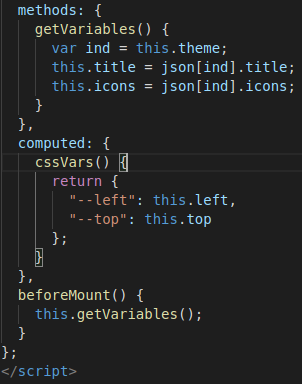 methods: {
getVariables() {
var ind = this.theme;
this.title = json[ind].title;
this.icons = json[ind].icons;
}
},
computed: {
cssVars() {
return {
"--left": this.left,
"--top": this.top
};
}
},
beforeMount() {
this.getVariables();
}
};
</script>